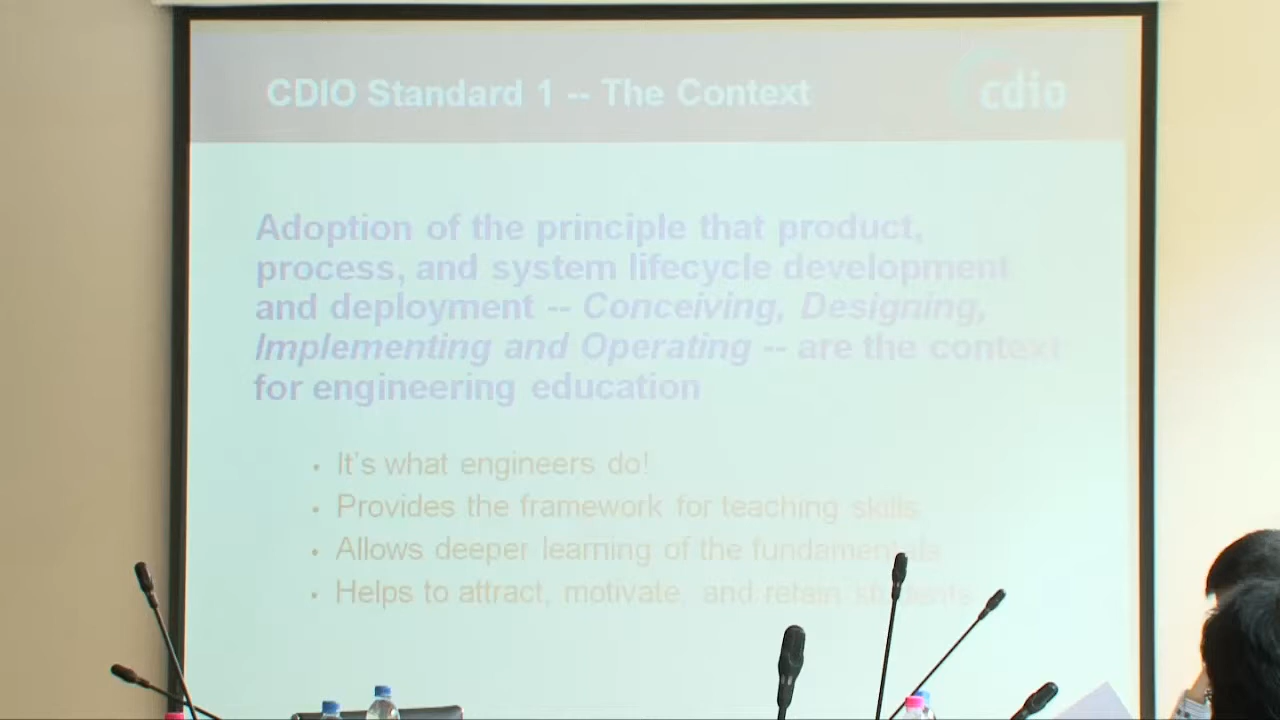 CDIO Standard 1 -- The Context
cdio
Adoption of the principle that product,
process, and system lifecycle development
and deployment -- Conceiving, Designing,
Implementing and Operating -- are the context
for engineering education
• It's what engineers do!
• Provides the framework for teaching skills
• Allows deeper learning of the fundamentals
• Helps to attract, motivate, and retain students